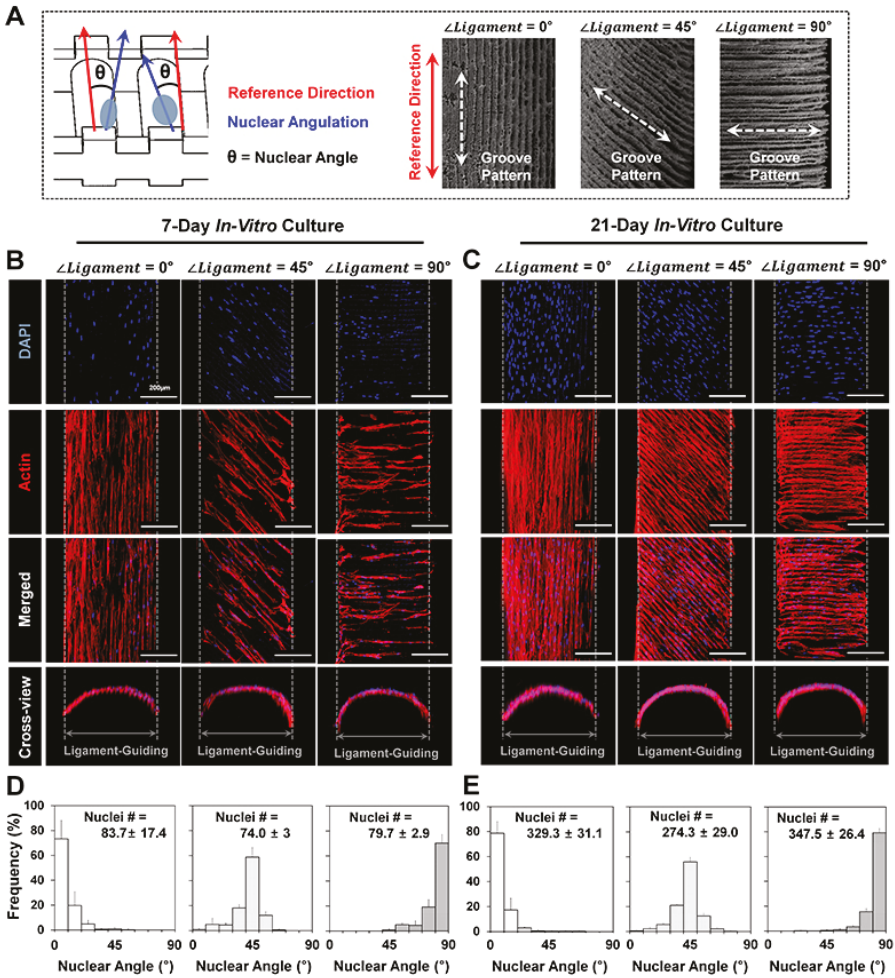 A
θ
θ
Reference Direction
Nuclear Angulation
θ = Nuclear Angle
∠Ligament = 0°
∠Ligament = 45°
∠Ligament = 90°
Reference Direction
Groove
Pattern
Groove
Pattern
Groove
Pattern
7-Day In-Vitro Culture
21-Day In-Vitro Culture
B
∠Ligament = 0°
∠Ligament = 45°
∠Ligament = 90°
C
∠Ligament = 0°
∠Ligament = 45°
∠Ligament = 90°
DAPI
200μm
Actin
Merged
Cross-view
Ligament-Guiding
Ligament-Guiding
Ligament-Guiding
Ligament-Guiding
Ligament-Guiding
Ligament-Guiding
D
Frequency (%)
100
80
60
40
20
0
Nuclei # =
83.7± 17.4
0
45
90
Nuclear Angle (°)
Nuclei # =
74.0 ± 3
0
45
90
Nuclear Angle (°)
Nuclei # =
79.7± 2.9
0
45
90
Nuclear Angle (°)
E
100
80
60
40
20
0
Nuclei # =
329.3 ± 31.1
0
45
90
Nuclear Angle (°)
Nuclei # =
274.3 ± 29.0
0
45
90
Nuclear Angle (°)
Nuclei # =
347.5 ± 26.4
0
45
90
Nuclear Angle (°)